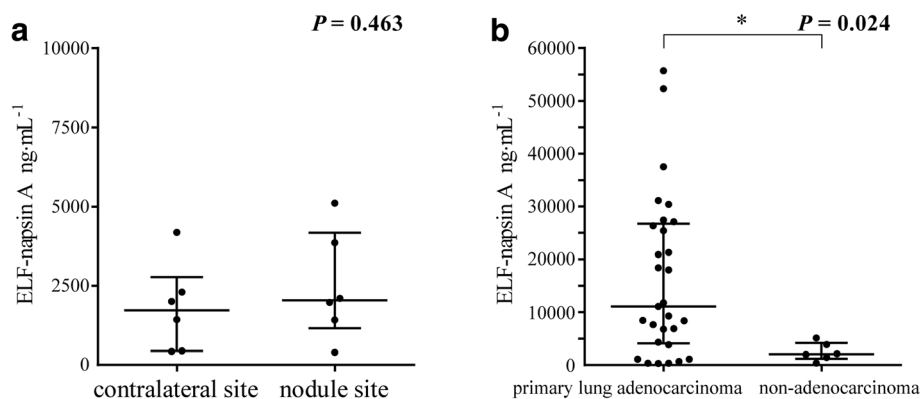 a
P = 0.463
ELF-napsin A ng·mL⁻¹
10000
7500
5000
2500
0
contralateral site
nodule site
b
*
P = 0.024
ELF-napsin A ng·mL⁻¹
60000
50000
40000
30000
20000
10000
0
primary lung adenocarcinoma
non-adenocarcinoma